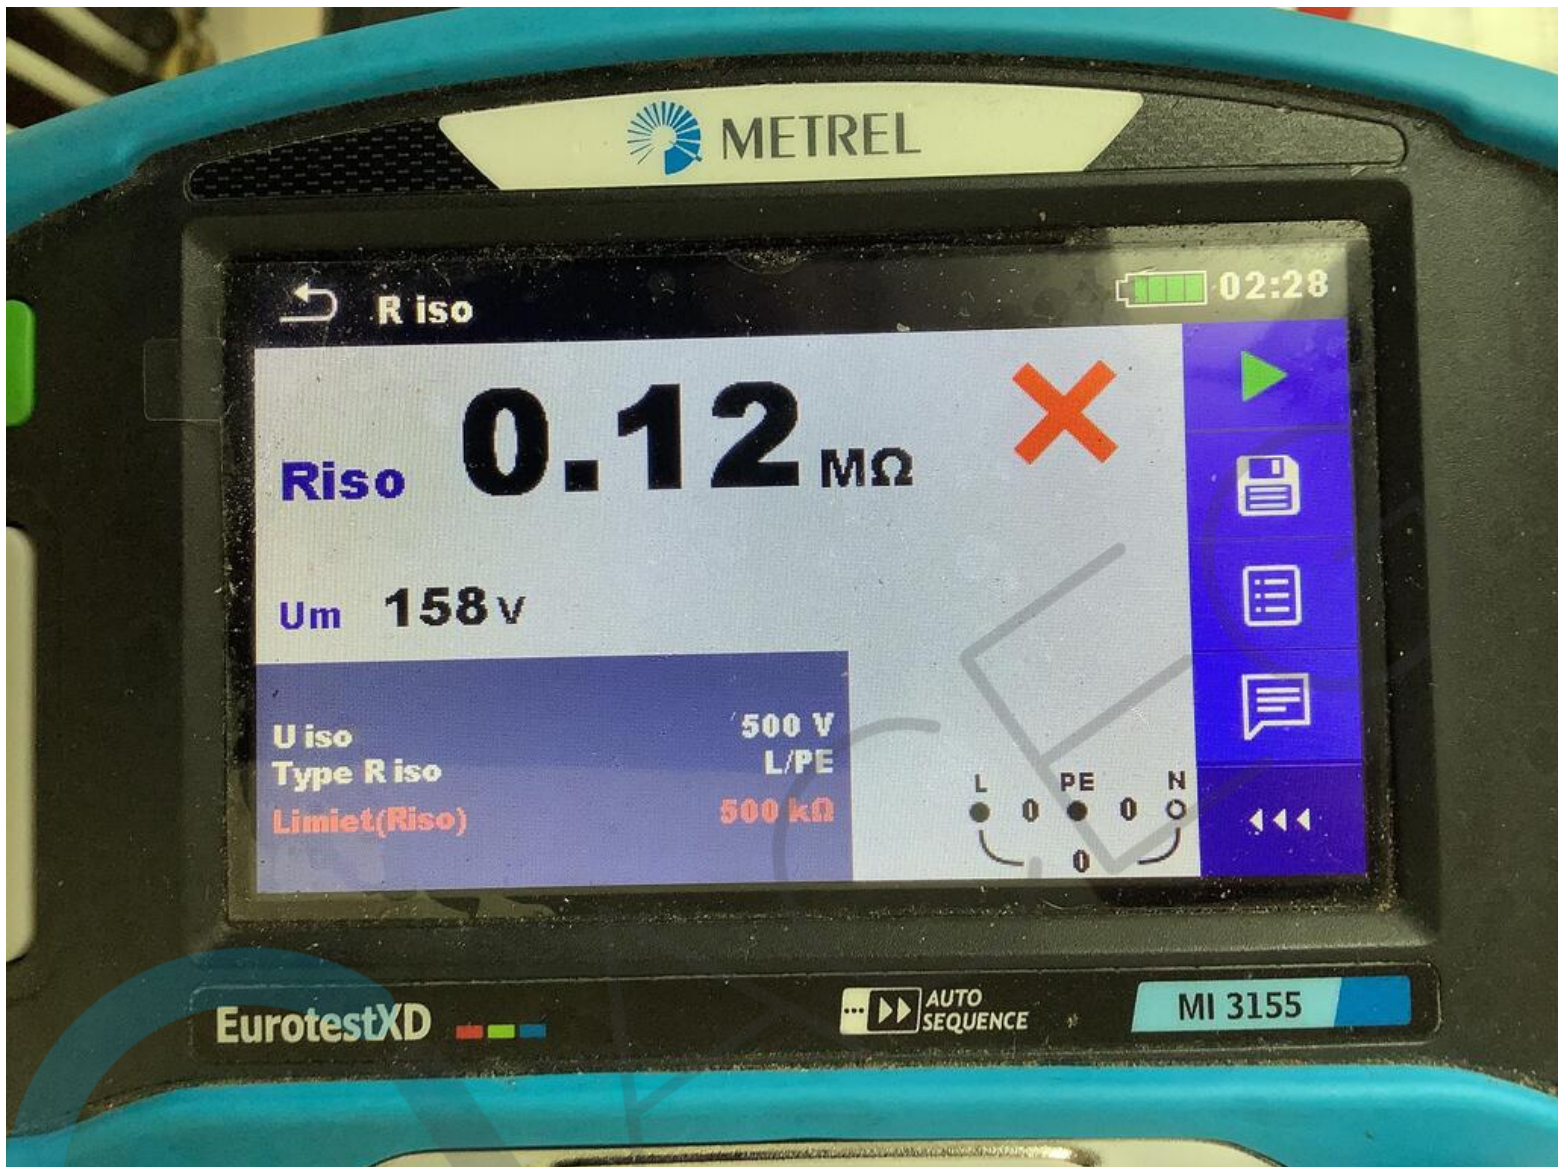 METREL
R iso 02:28
Riso 0.12 MΩ
Um 158 V
U iso 500 V
Type R iso L/PE
Limiet(Riso) 500 kΩ
L PE N
0 0
0
EurotestXD
AUTO
SEQUENCE
MI 3155